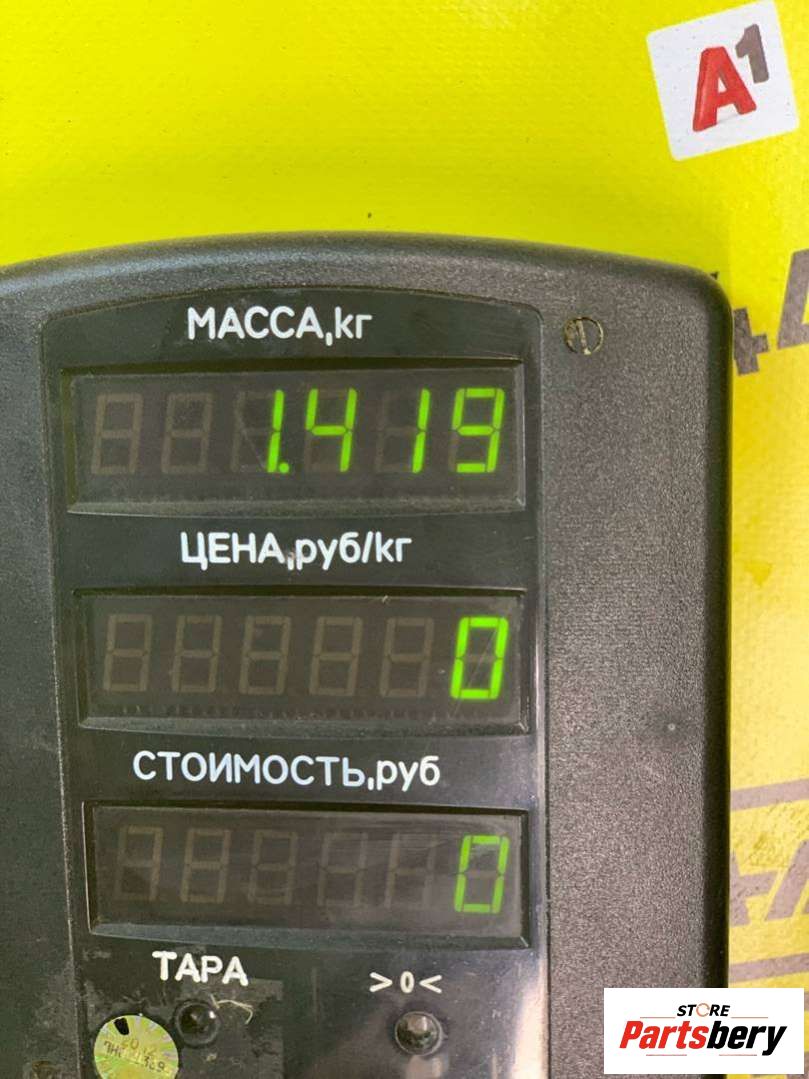 A1
МАССА,кг
1.419
ЦЕНА,руб/кг
0
СТОИМОСТЬ,руб
0
ТАРА >0<
STORE
Partsbery